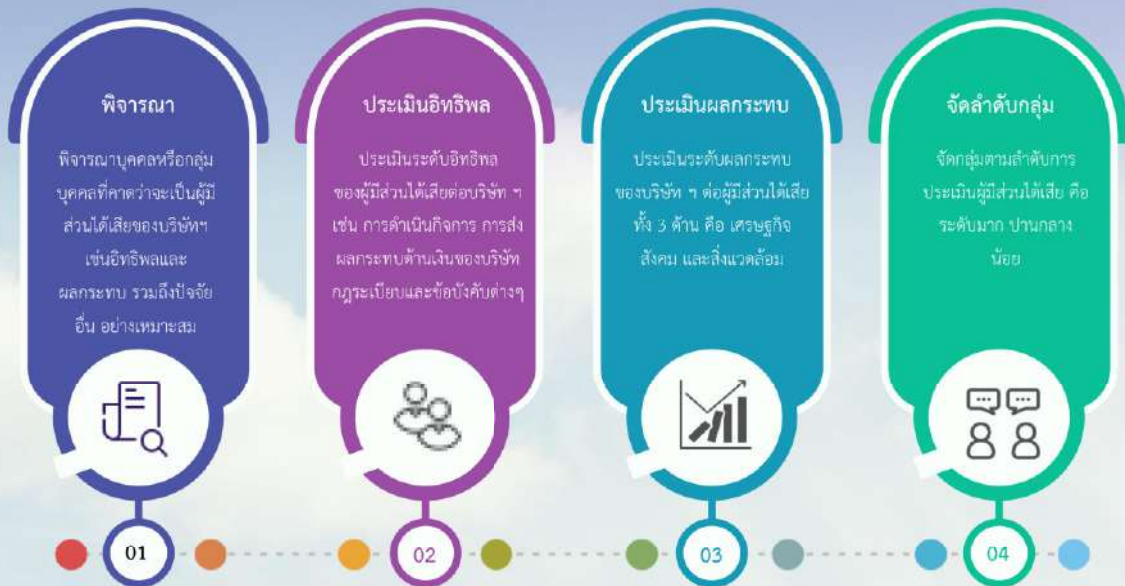 พิจารณา
พิจารณาบุคคลหรือกลุ่ม
บุคคลที่คาดว่าจะเป็นผู้มี
ส่วนได้เสียของบริษัทฯ
เช่นอิทธิพลและ
ผลกระทบ รวมถึงปัจจัย
อื่น อย่างเหมาะสม
01
ประเมินอิทธิพล
ประเมินระดับอิทธิพล
ของผู้มีส่วนได้เสียต่อบริษัท ฯ
เช่น การดำเนินกิจการ การส่ง
ผลกระทบด้านเงินของบริษัท
กฎระเบียบและข้อบังคับต่างๆ
02
ประเมินผลกระทบ
ประเมินระดับผลกระทบ
ของบริษัท ฯ ต่อผู้มีส่วนได้เสีย
ทั้ง 3 ด้าน คือ เศรษฐกิจ
สังคม และสิ่งแวดล้อม
03
จัดลำดับกลุ่ม
จัดกลุ่มตามลำดับการ
ประเมินผู้มีส่วนได้เสีย คือ
ระดับมาก ปานกลาง
น้อย
04